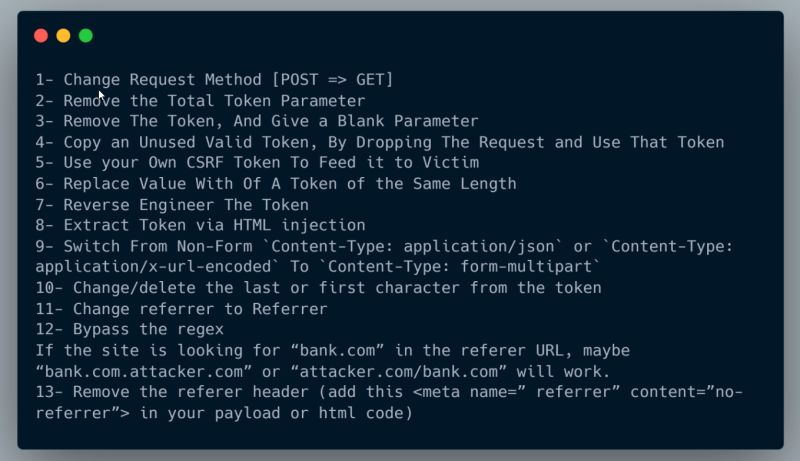 1- Change Request Method [POST => GET]
2- Remove the Total Token Parameter
3- Remove The Token, And Give a Blank Parameter
4- Copy an Unused Valid Token, By Dropping The Request and Use That Token
5- Use your Own CSRF Token To Feed it to Victim
6- Replace Value With Of A Token of the Same Length
7- Reverse Engineer The Token
8- Extract Token via HTML injection
9- Switch From Non-Form `Content-Type: application/json` or `Content-Type:
application/x-url-encoded` To `Content-Type: form-multipart`
10- Change/delete the last or first character from the token
11- Change referrer to Referrer
12- Bypass the regex
If the site is looking for “bank.com” in the referer URL, maybe
“bank.com.attacker.com” or “attacker.com/bank.com” will work.
13- Remove the referer header (add this <meta name=” referrer” content=”no-
referrer”> in your payload or html code)